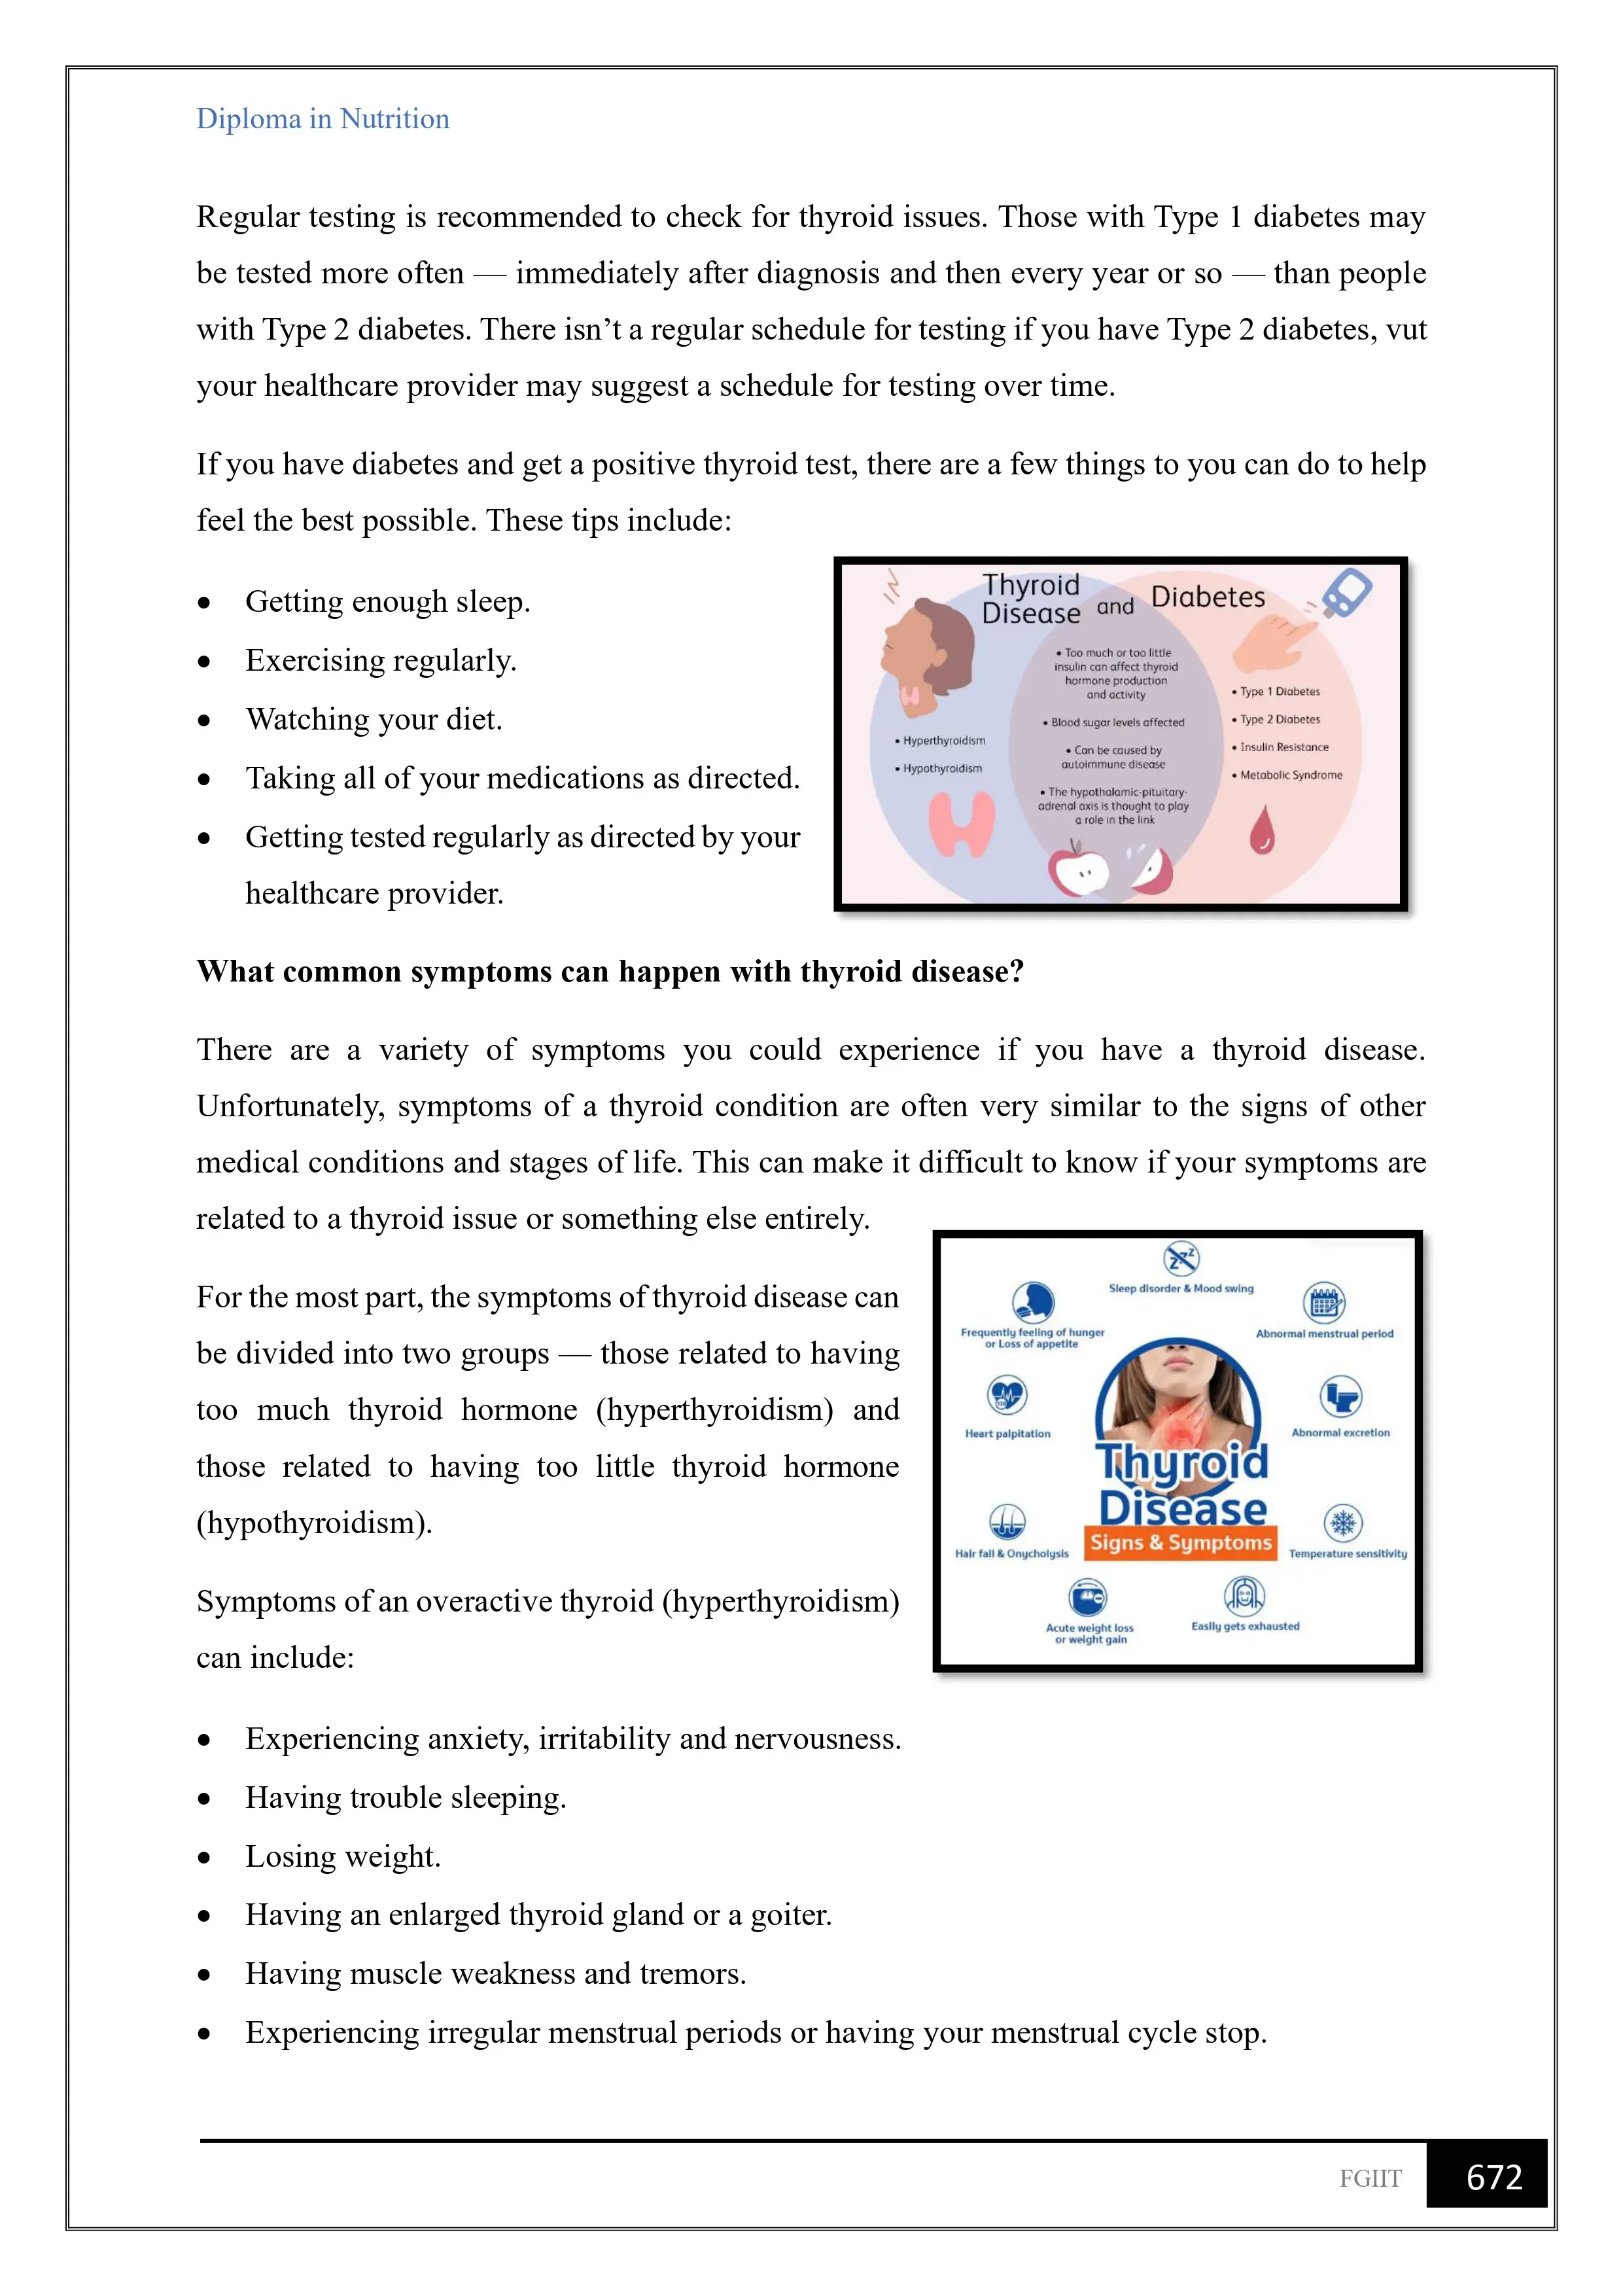 Diploma in Nutrition
Regular testing is recommended to check for thyroid issues. Those with Type 1 diabetes may
be tested more often — immediately after diagnosis and then every year or so — than people
with Type 2 diabetes. There isn’t a regular schedule for testing if you have Type 2 diabetes, vut
your healthcare provider may suggest a schedule for testing over time.
If you have diabetes and get a positive thyroid test, there are a few things to you can do to help
feel the best possible. These tips include:
• Getting enough sleep.
• Exercising regularly.
• Watching your diet.
• Taking all of your medications as directed.
• Getting tested regularly as directed by your
healthcare provider.
Thyroid
Disease and Diabetes
• Too much or too little
insulin can affect thyroid
hormone production
and activity
• Blood sugar levels affected
• Can be caused by
autoimmune disease
• The hypothalamic-pituitary-
adrenal axis is thought to play
a role in the link
• Hyperthyroidism
• Hypothyroidism
• Type 1 Diabetes
• Type 2 Diabetes
• Insulin Resistance
• Metabolic Syndrome
What common symptoms can happen with thyroid disease?
There are a variety of symptoms you could experience if you have a thyroid disease.
Unfortunately, symptoms of a thyroid condition are often very similar to the signs of other
medical conditions and stages of life. This can make it difficult to know if your symptoms are
related to a thyroid issue or something else entirely.
For the most part, the symptoms of thyroid disease can
be divided into two groups — those related to having
too much thyroid hormone (hyperthyroidism) and
those related to having too little thyroid hormone
(hypothyroidism).
Symptoms of an overactive thyroid (hyperthyroidism)
can include:
Sleep disorder & Mood swing
Frequently feeling of hunger
or Loss of appetite
Abnormal menstrual period
Heart palpitation
Abnormal excretion
Thyroid
Disease
Signs & Symptoms
Hair fall & Onycholysis
Temperature sensitivity
Acute weight loss
or weight gain
Easily gets exhausted
• Experiencing anxiety, irritability and nervousness.
• Having trouble sleeping.
• Losing weight.
• Having an enlarged thyroid gland or a goiter.
• Having muscle weakness and tremors.
• Experiencing irregular menstrual periods or having your menstrual cycle stop.
FGIIT 672